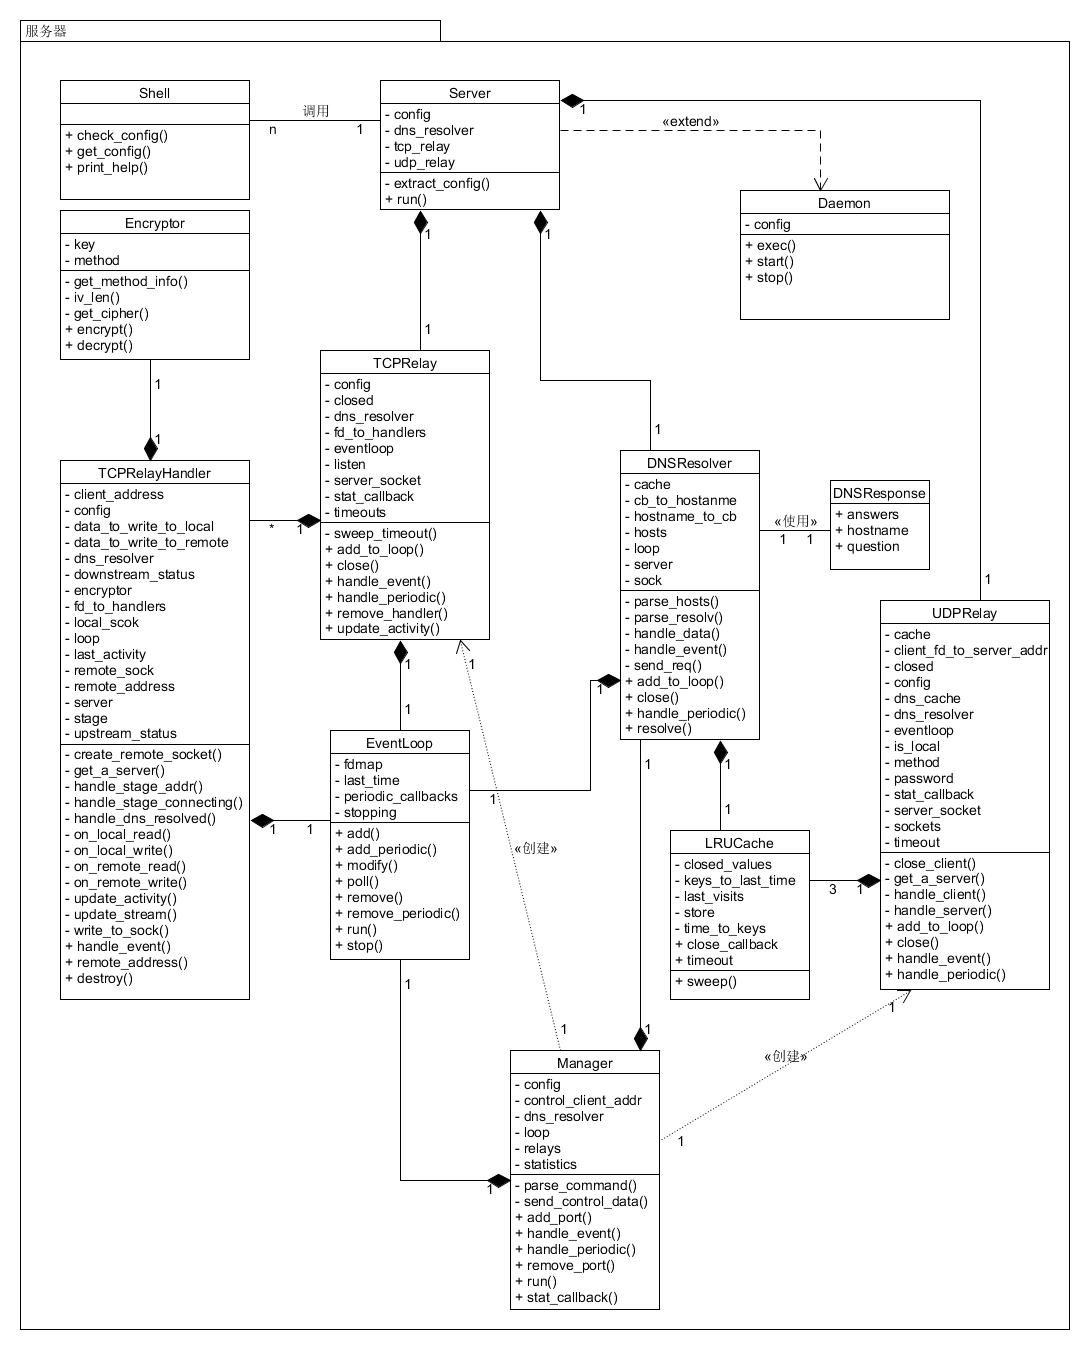 服务器
Shell
+ check_config()
+ get_config()
+ print_help()
调用
n
1
Server
- config
- dns_resolver
- tcp_relay
- udp_relay
- extract_config()
+ run()
1
«extend»
Daemon
- config
+ exec()
+ start()
+ stop()
Encryptor
- key
- method
- get_method_info()
- iv_len()
- get_cipher()
+ encrypt()
+ decrypt()
1
1
1
1
1
1
TCPRelay
- config
- closed
- dns_resolver
- fd_to_handlers
- eventloop
- listen
- server_socket
- stat_callback
- timeouts
- sweep_timeout()
+ add_to_loop()
+ close()
+ handle_event()
+ handle_periodic()
+ remove_handler()
+ update_activity()
TCPRelayHandler
- client_address
- config
- data_to_write_to_local
- data_to_write_to_remote
- dns_resolver
- downstream_status
- encryptor
- fd_to_handlers
- local_scok
- loop
- last_activity
- remote_sock
- remote_address
- server
- stage
- upstream_status
- create_remote_socket()
- get_a_server()
- handle_stage_addr()
- handle_stage_connecting()
- handle_dns_resolved()
- on_local_read()
- on_local_write()
- on_remote_read()
- on_remote_write()
- update_activity()
- update_stream()
- write_to_sock()
+ handle_event()
+ remote_address()
+ destroy()
*
1
DNSResolver
- cache
- cb_to_hostanme
- hostname_to_cb
- hosts
- loop
- server
- sock
- parse_hosts()
- parse_resolv()
- handle_data()
- handle_event()
- send_req()
+ add_to_loop()
+ close()
+ handle_periodic()
+ resolve()
«使用»
1
1
DNSResponse
+ answers
+ hostname
+ question
1
UDPRelay
- cache
- client_fd_to_server_addr
- closed
- config
- dns_cache
- dns_resolver
- eventloop
- is_local
- method
- password
- stat_callback
- server_socket
- sockets
- timeout
- close_client()
- get_a_server()
- handle_client()
- handle_server()
+ add_to_loop()
+ close()
+ handle_event()
+ handle_periodic()
1
1
1
1
EventLoop
- fdmap
- last_time
- periodic_callbacks
- stopping
+ add()
+ add_periodic()
+ modify()
+ poll()
+ remove()
+ remove_periodic()
+ run()
+ stop()
1
1
1
1
1
1
LRUCache
- closed_values
- keys_to_last_time
- last_visits
- store
- time_to_keys
+ close_callback
+ timeout
+ sweep()
3
1
«创建»
1
1
1
1
«创建»
1
1
1
Manager
- config
- control_client_addr
- dns_resolver
- loop
- relays
- statistics
- parse_command()
- send_control_data()
+ add_port()
+ handle_event()
+ handle_periodic()
+ remove_port()
+ run()
+ stat_callback()